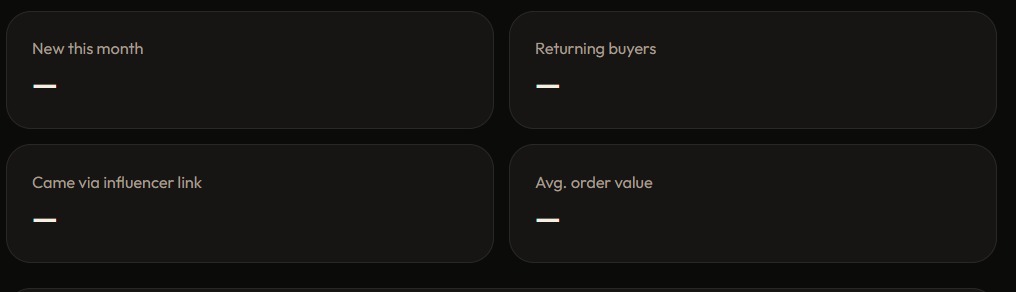 New this month
—
Returning buyers
—
Came via influencer link
—
Avg. order value
—